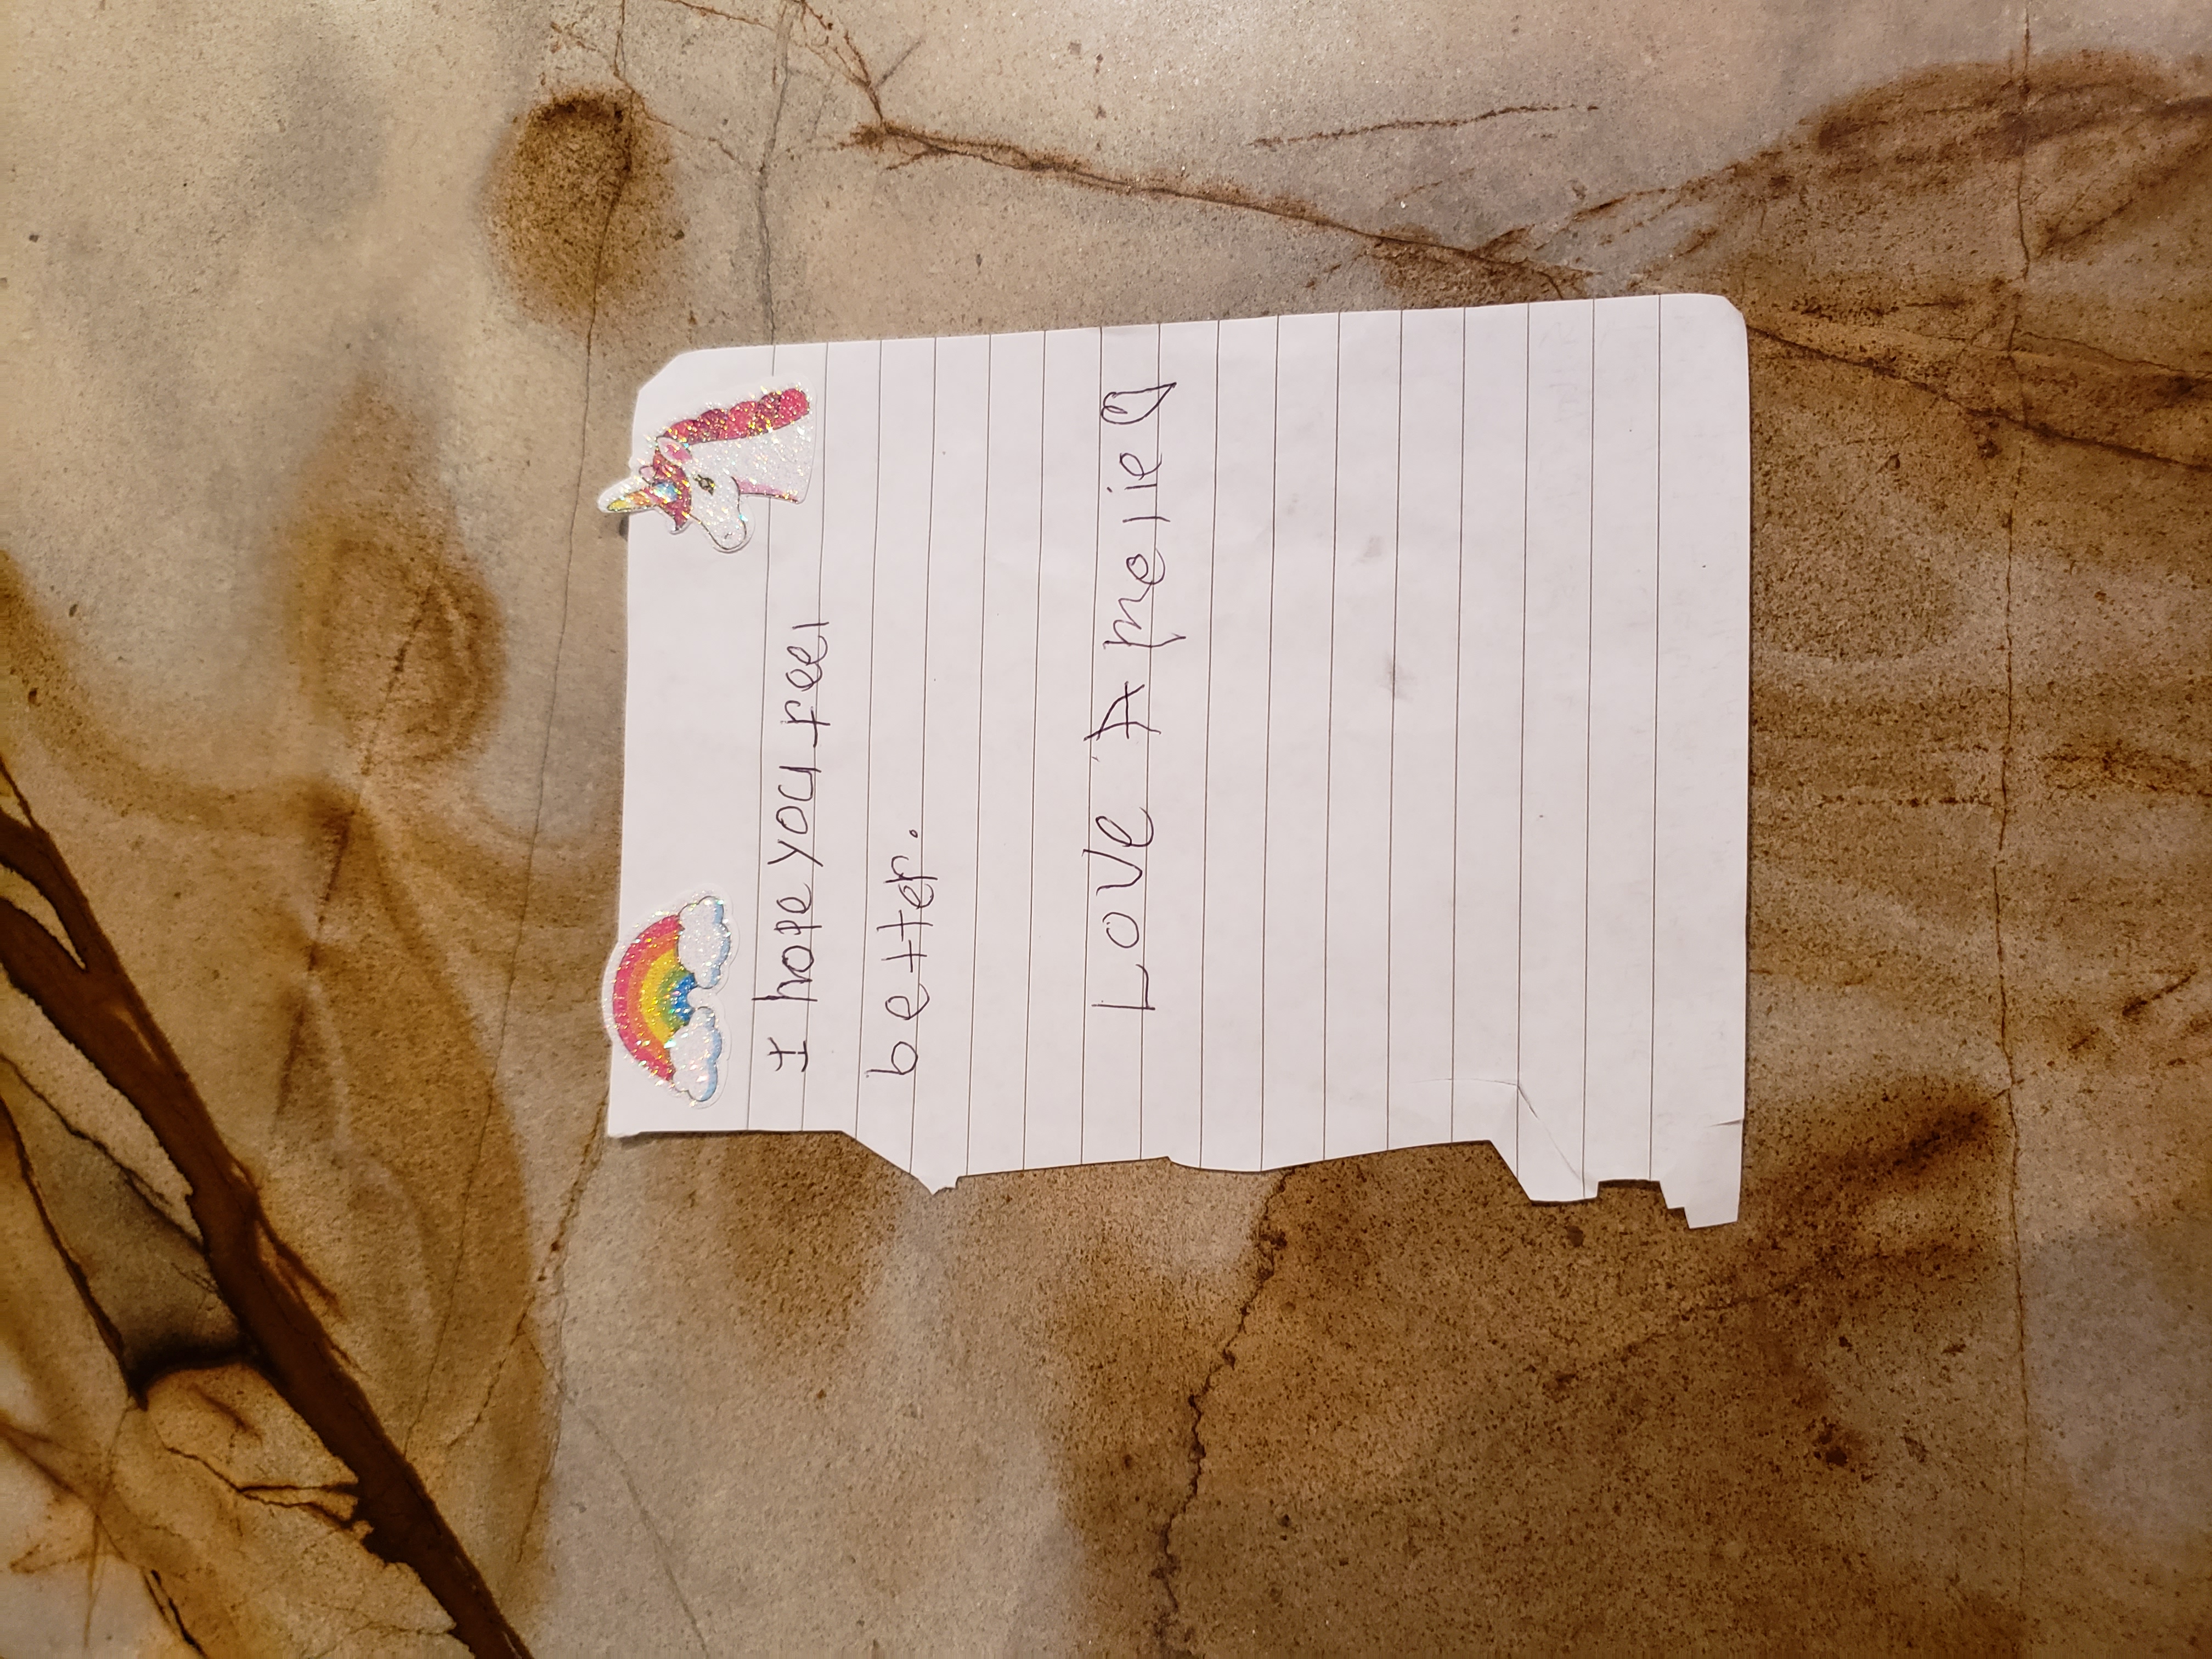 I hope you feel
better.
Love Amelie